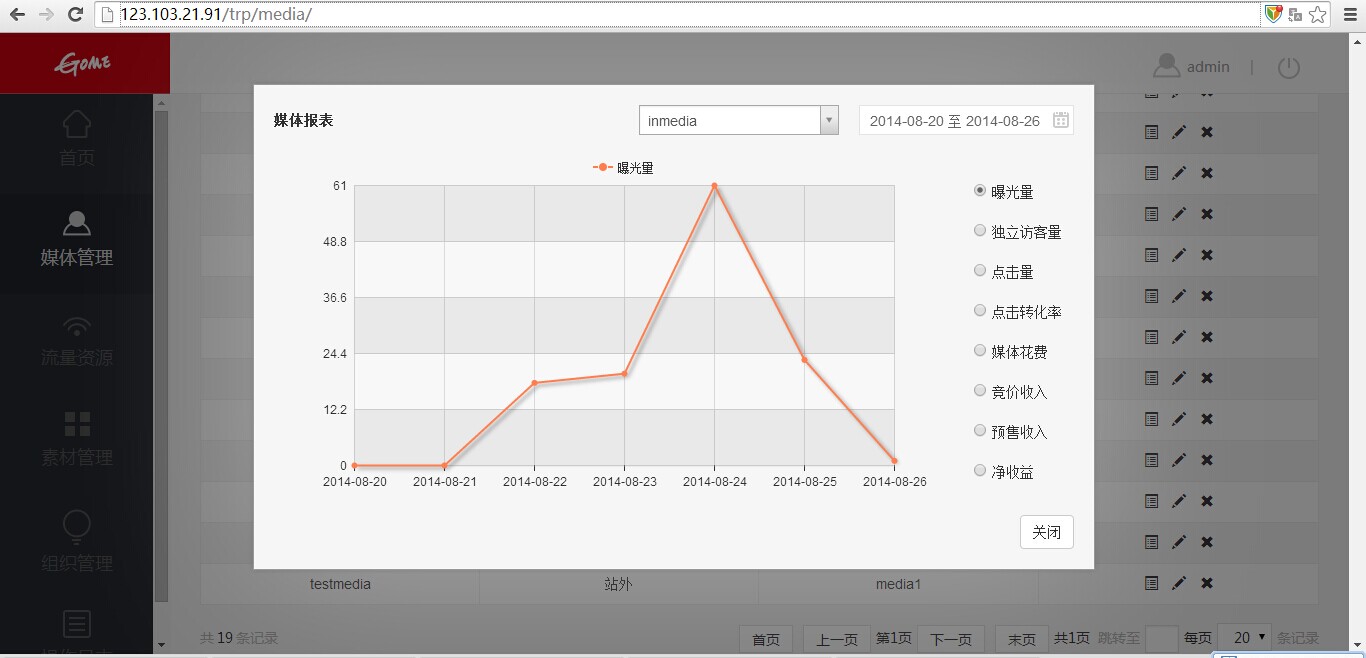 123.103.21.91/trp/media/
GOME
admin
首页
媒体管理
流量资源
素材管理
组织管理
媒体报表
inmedia
2014-08-20 至 2014-08-26
曝光量
61
48.8
36.6
24.4
12.2
0
2014-08-20 2014-08-21 2014-08-22 2014-08-23 2014-08-24 2014-08-25 2014-08-26
曝光量
独立访客量
点击量
点击转化率
媒体花费
竞价收入
预售收入
净收益
关闭
testmedia 站外 media1
共 19 条记录 首页 上一页 第1页 下一页 末页 共1页 跳转至 每页 20 条记录